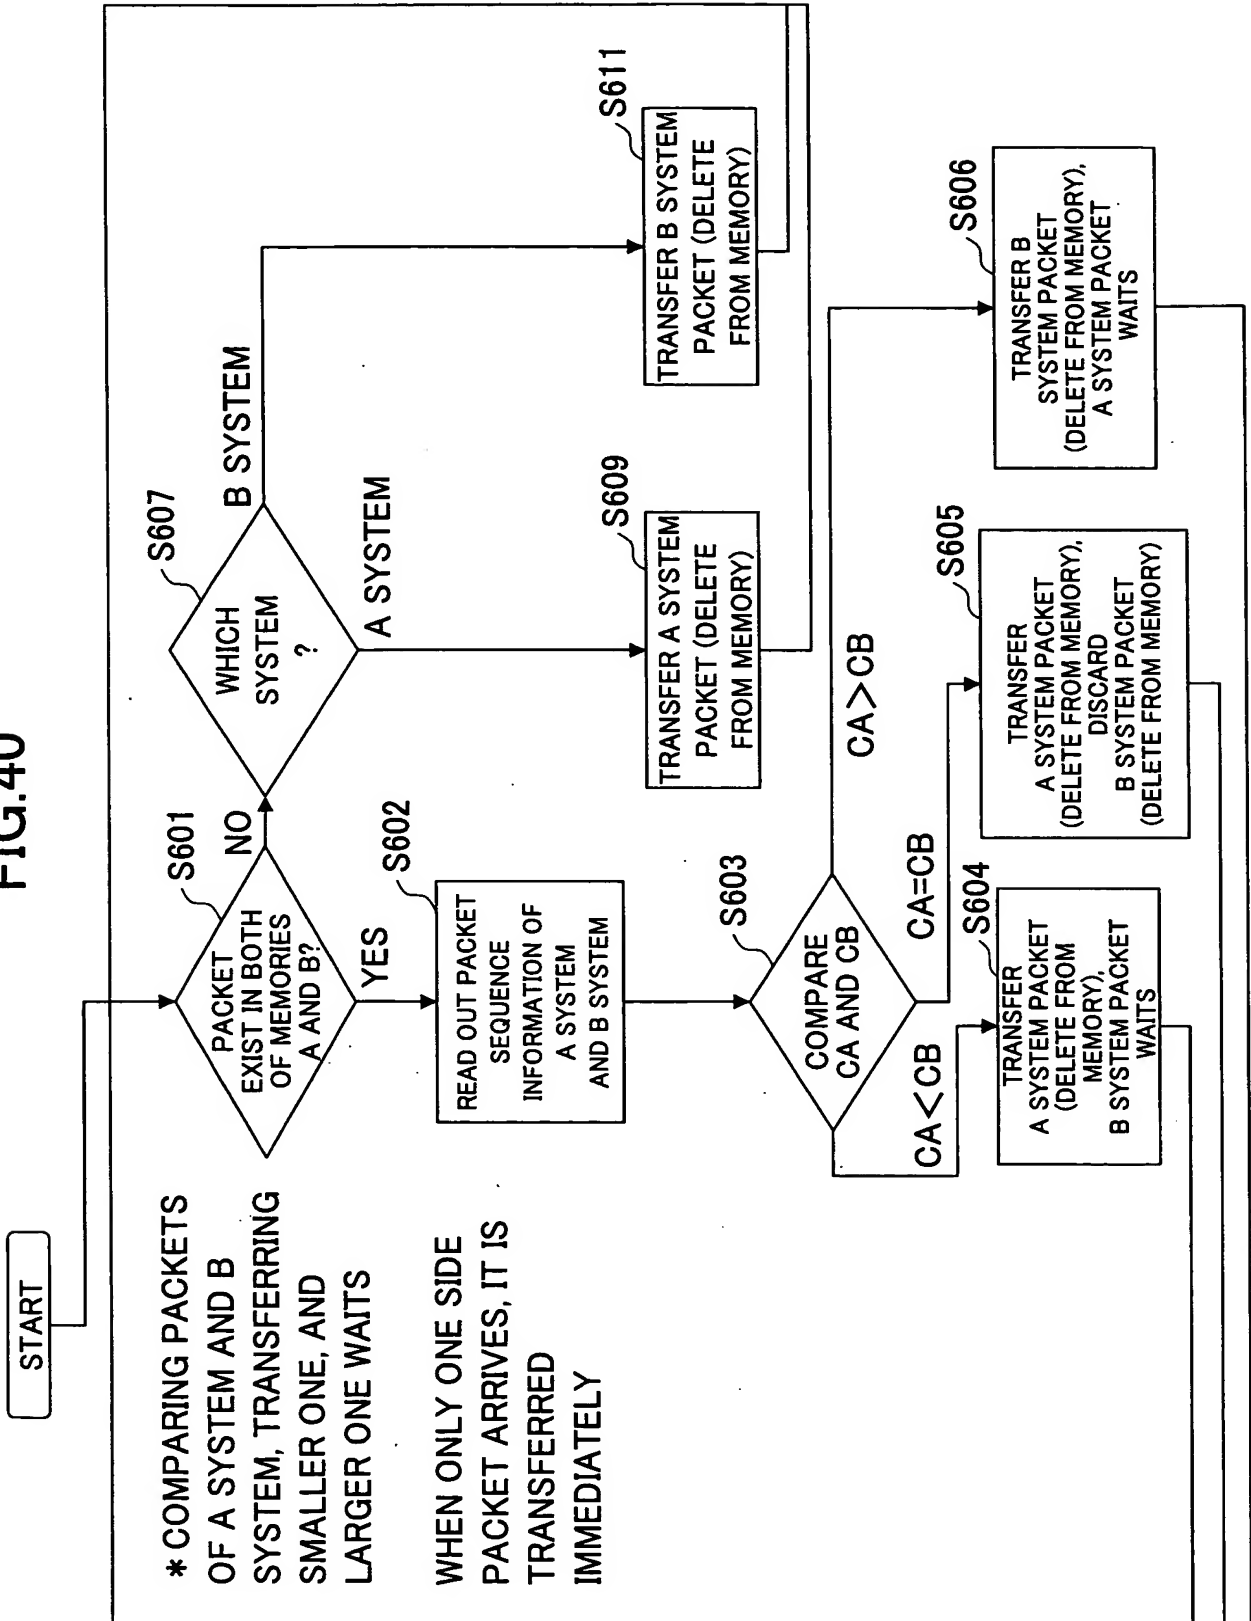 FIG.40
START
* COMPARING PACKETS
OF A SYSTEM AND B
SYSTEM, TRANSFERRING
SMALLER ONE, AND
LARGER ONE WAITS
WHEN ONLY ONE SIDE
PACKET ARRIVES, IT IS
TRANSFERRED
IMMEDIATELY
S601
PACKET
EXIST IN BOTH
OF MEMORIES
A AND B?
NO
YES
S607
WHICH
SYSTEM
?
B SYSTEM
A SYSTEM
S602
READ OUT PACKET
SEQUENCE
INFORMATION OF
A SYSTEM
AND B SYSTEM
S609
TRANSFER A SYSTEM
PACKET (DELETE
FROM MEMORY)
S611
TRANSFER B SYSTEM
PACKET (DELETE
FROM MEMORY)
S603
COMPARE
CA AND CB
CA<CB
CA=CB
CA>CB
S604
TRANSFER
A SYSTEM PACKET
(DELETE FROM
MEMORY),
B SYSTEM PACKET
WAITS
S605
TRANSFER
A SYSTEM PACKET
(DELETE FROM MEMORY),
DISCARD
B SYSTEM PACKET
(DELETE FROM MEMORY)
S606
TRANSFER B
SYSTEM PACKET
(DELETE FROM MEMORY),
A SYSTEM PACKET
WAITS